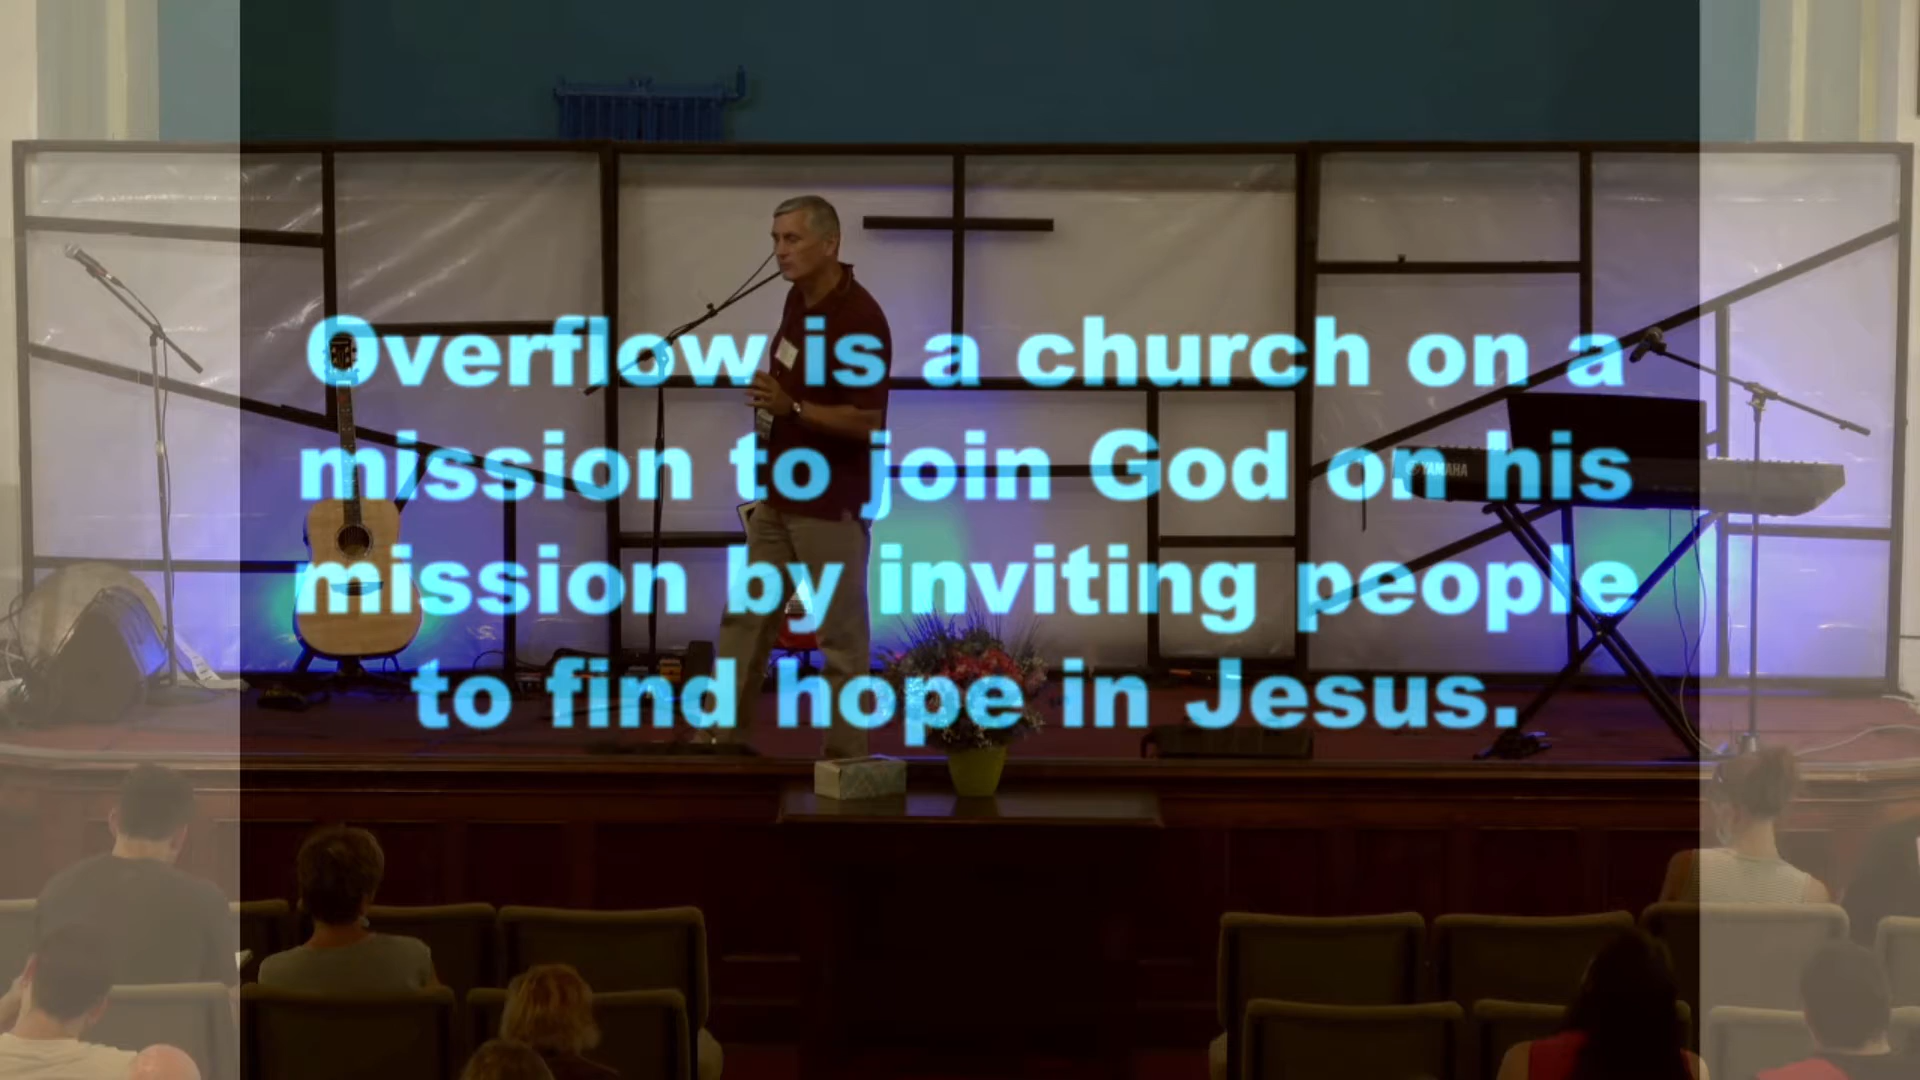 Overflow is a church on a
mission to join God on his
mission by inviting people
to find hope in Jesus.
YAMAHA